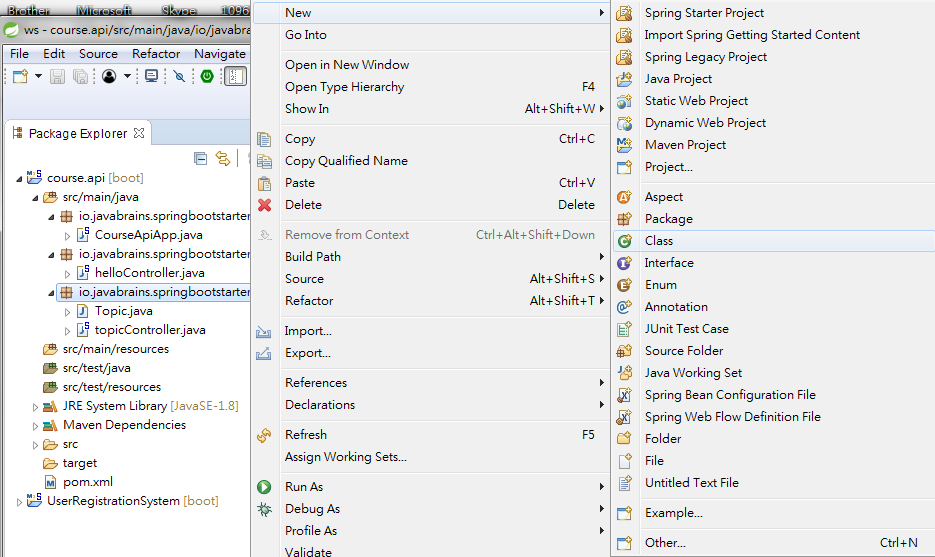 Brother
Microsoft
Skype
1096
ws - course.api/src/main/java/io/javabra
File Edit Source Refactor Navigate
Package Explorer
course.api [boot]
src/main/java
io.javabrains.springbootstarter
CourseApiApp.java
io.javabrains.springbootstarter
helloController.java
io.javabrains.springbootstarter
Topic.java
topicController.java
src/main/resources
src/test/java
src/test/resources
JRE System Library [JavaSE-1.8]
Maven Dependencies
src
target
pom.xml
UserRegistrationSystem [boot]
New
Go Into
Open in New Window
Open Type Hierarchy F4
Show In Alt+Shift+W
Copy Ctrl+C
Copy Qualified Name
Paste Ctrl+V
Delete Delete
Remove from Context Ctrl+Alt+Shift+Down
Build Path
Source Alt+Shift+S
Refactor Alt+Shift+T
Import...
Export...
References
Declarations
Refresh F5
Assign Working Sets...
Run As
Debug As
Profile As
Validate
Spring Starter Project
Import Spring Getting Started Content
Spring Legacy Project
Java Project
Static Web Project
Dynamic Web Project
Maven Project
Project...
Aspect
Package
Class
Interface
Enum
Annotation
JUnit Test Case
Source Folder
Java Working Set
Spring Bean Configuration File
Spring Web Flow Definition File
Folder
File
Untitled Text File
Example...
Other... Ctrl+N